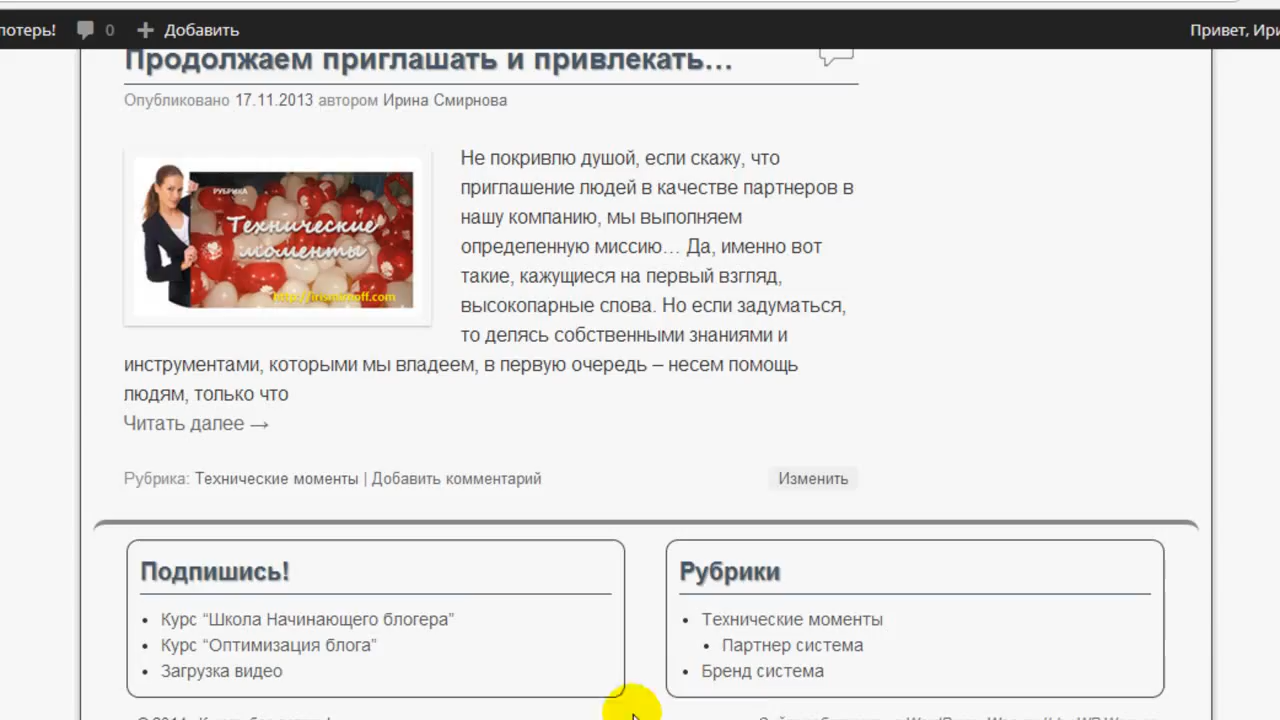 потерь! 0 Добавить Привет, Ири
Продолжаем приглашать и привлекать…
Опубликовано 17.11.2013 автором Ирина Смирнова
РУБРИКА
Технические
моменты
http://irismirnoff.com
Не покривлю душой, если скажу, что
приглашение людей в качестве партнеров в
нашу компанию, мы выполняем
определенную миссию… Да, именно вот
такие, кажущиеся на первый взгляд,
высокопарные слова. Но если задуматься,
то делясь собственными знаниями и
инструментами, которыми мы владеем, в первую очередь – несем помощь
людям, только что
Читать далее →
Рубрика: Технические моменты | Добавить комментарий Изменить
Подпишись!
• Курс “Школа Начинающего блогера”
• Курс “Оптимизация блога”
• Загрузка видео
Рубрики
• Технические моменты
• Партнер система
• Бренд система